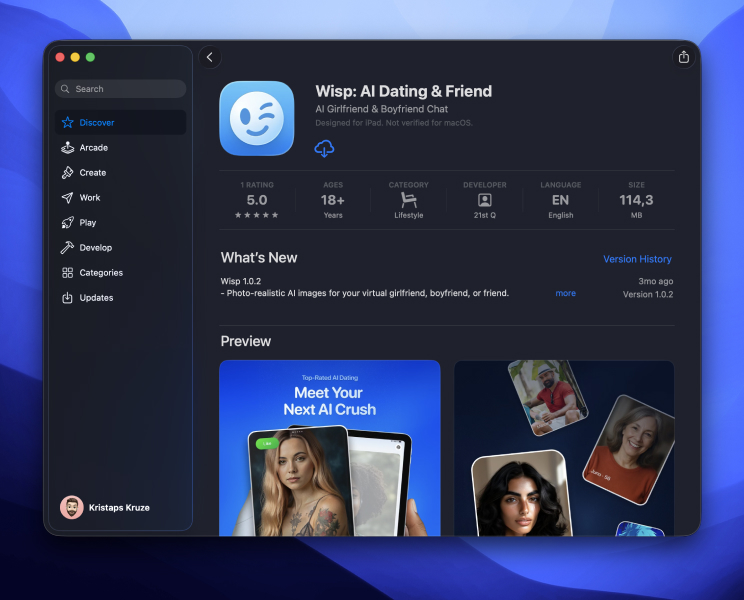 Search
Discover
Arcade
Create
Work
Play
Develop
Categories
Updates
Kristaps Kruze
Wisp: AI Dating & Friend
AI Girlfriend & Boyfriend Chat
Designed for iPad. Not verified for macOS.
1 RATING
5.0
★★★★★
AGES
18+
Years
CATEGORY
Lifestyle
DEVELOPER
21st Q
LANGUAGE
EN
English
SIZE
114,3
MB
What's New
Version History
Wisp 1.0.2
3mo ago
- Photo-realistic AI images for your virtual girlfriend, boyfriend, or friend.
more
Version 1.0.2
Preview
Top-Rated AI Dating
Meet Your
Next AI Crush